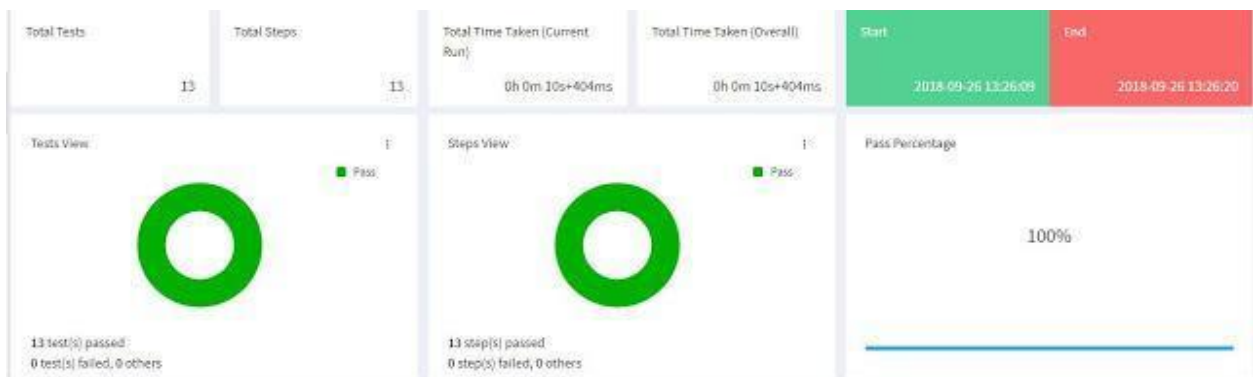 Total Tests
13
Total Steps
13
Total Time Taken (Current
Run)
0h 0m 10s+404ms
Total Time Taken (Overall)
0h 0m 10s+404ms
Start
2018-09-26 13:26:09
End
2018-09-26 13:26:20
Tests View
Pass
13 test(s) passed
0 test(s) failed, 0 others
Steps View
Pass
13 step(s) passed
0 step(s) failed, 0 others
Pass Percentage
100%